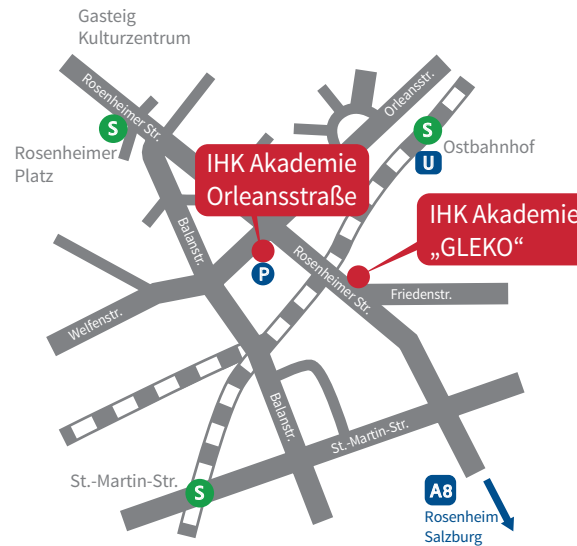 Gasteig
Kulturzentrum
Rosenheimer Str.
Orleansstr.
S
Rosenheimer
Platz
S
Ostbahnhof
U
IHK Akademie
Orleansstraße
IHK Akademie
„GLEKO“
Balanstr.
P
Rosenheimer Str.
Friedenstr.
Welfenstr.
Balanstr.
St.-Martin-Str.
St.-Martin-Str.
S
A8
Rosenheim
Salzburg